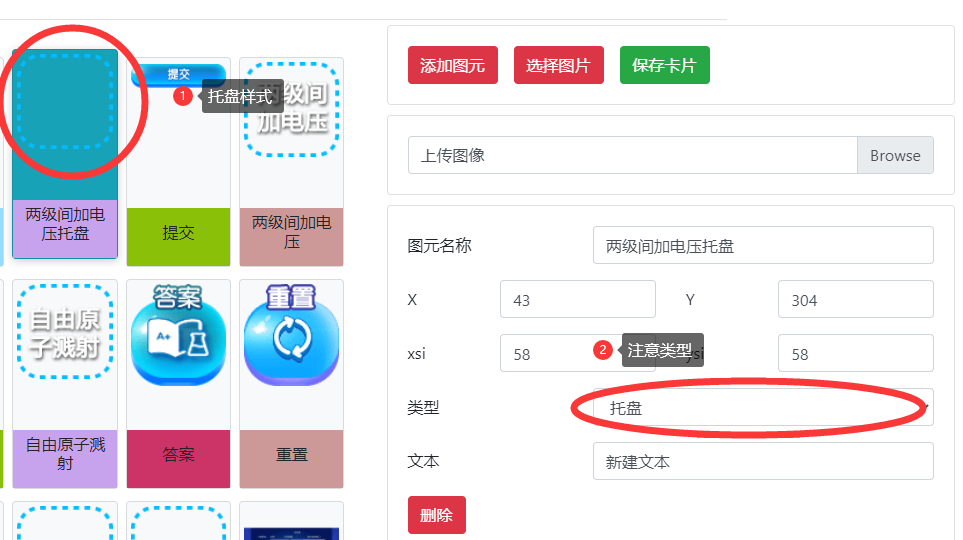 添加图元
选择图片
保存卡片
提交
1
托盘样式
两级间
加电压
上传图像
Browse
两级间加电
压托盘
提交
两级间加电
压
图元名称
两级间加电压托盘
X
43
Y
304
自由原
子溅射
答案
A+
重置
xsi
58
2
注意类型
ysi
58
类型
托盘
自由原子溅
射
答案
重置
文本
新建文本
删除